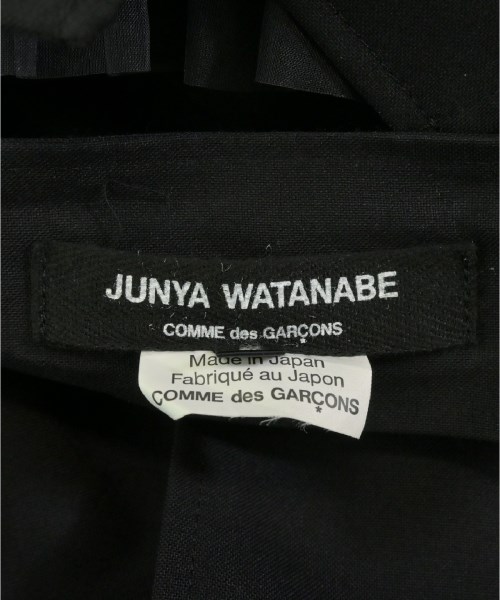 JUNYA WATANABE
COMME des GARÇONS
Made in Japan
Fabriqué au Japon
COMME des GARÇONS
*